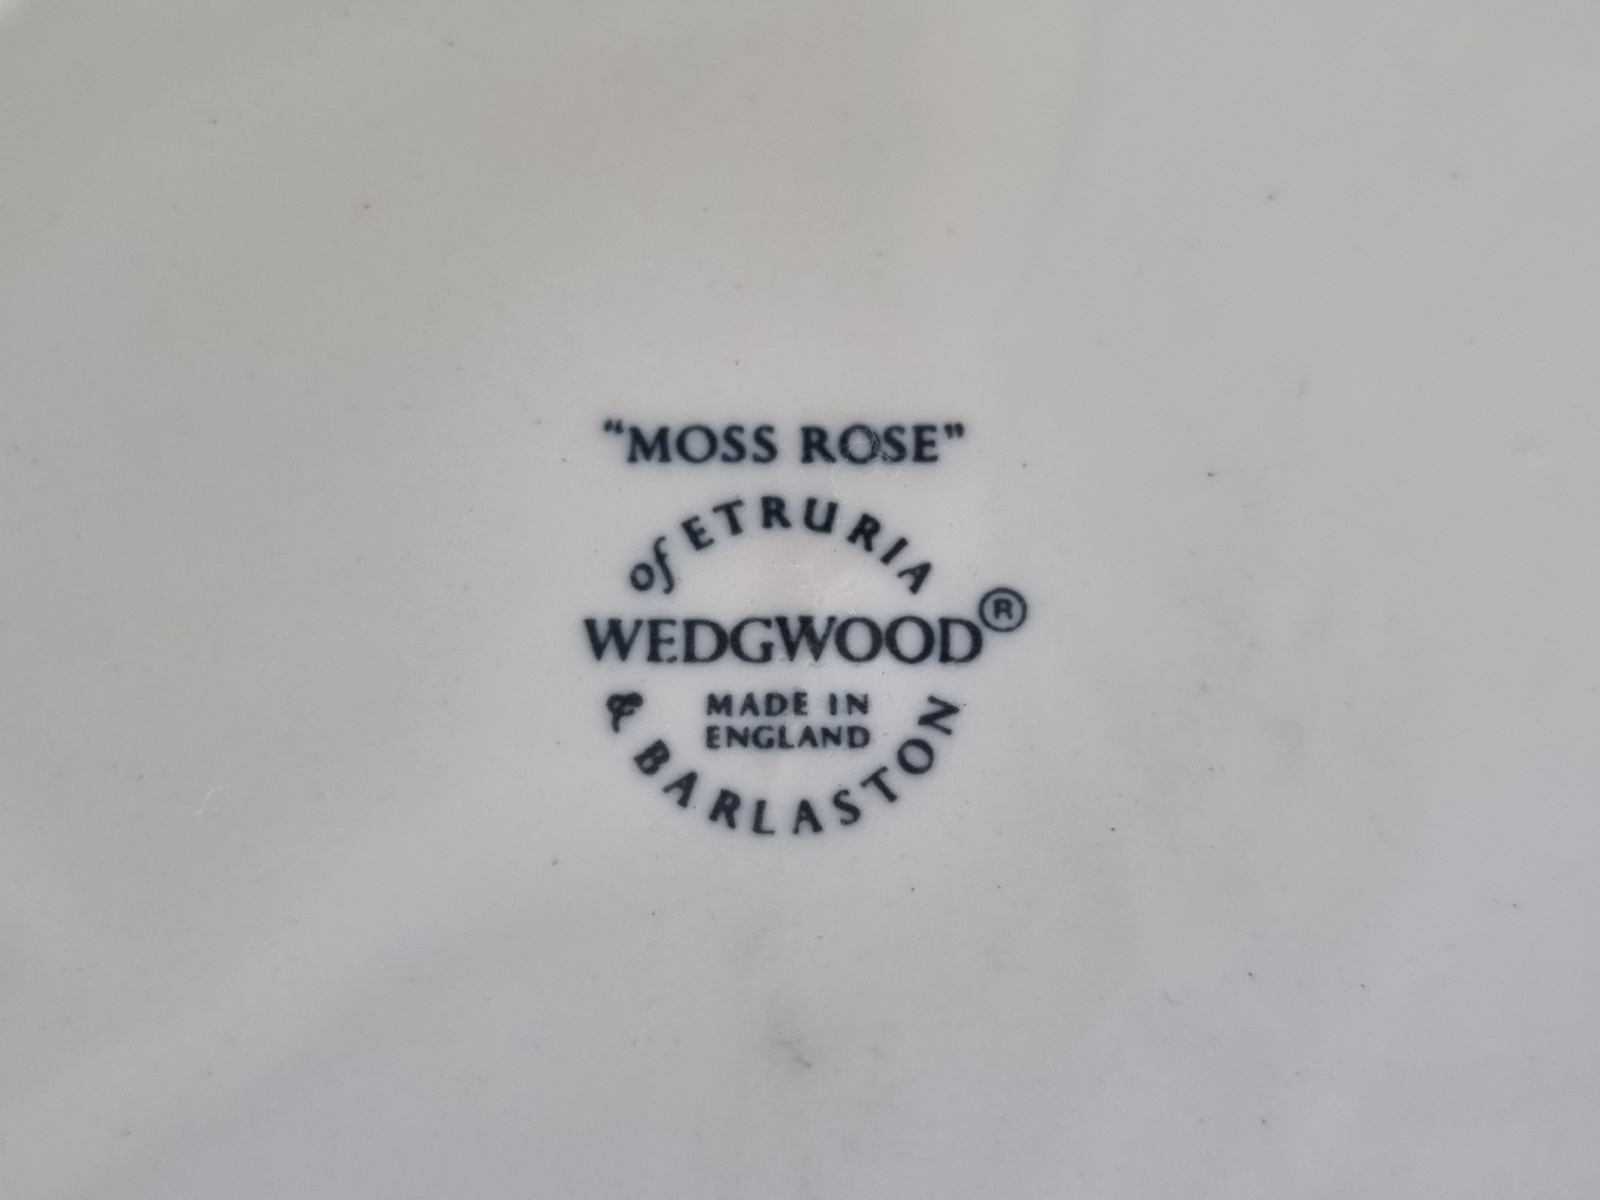 “MOSS ROSE”
of ETRURIA
WEDGWOOD®
MADE IN
ENGLAND
& BARLASTON